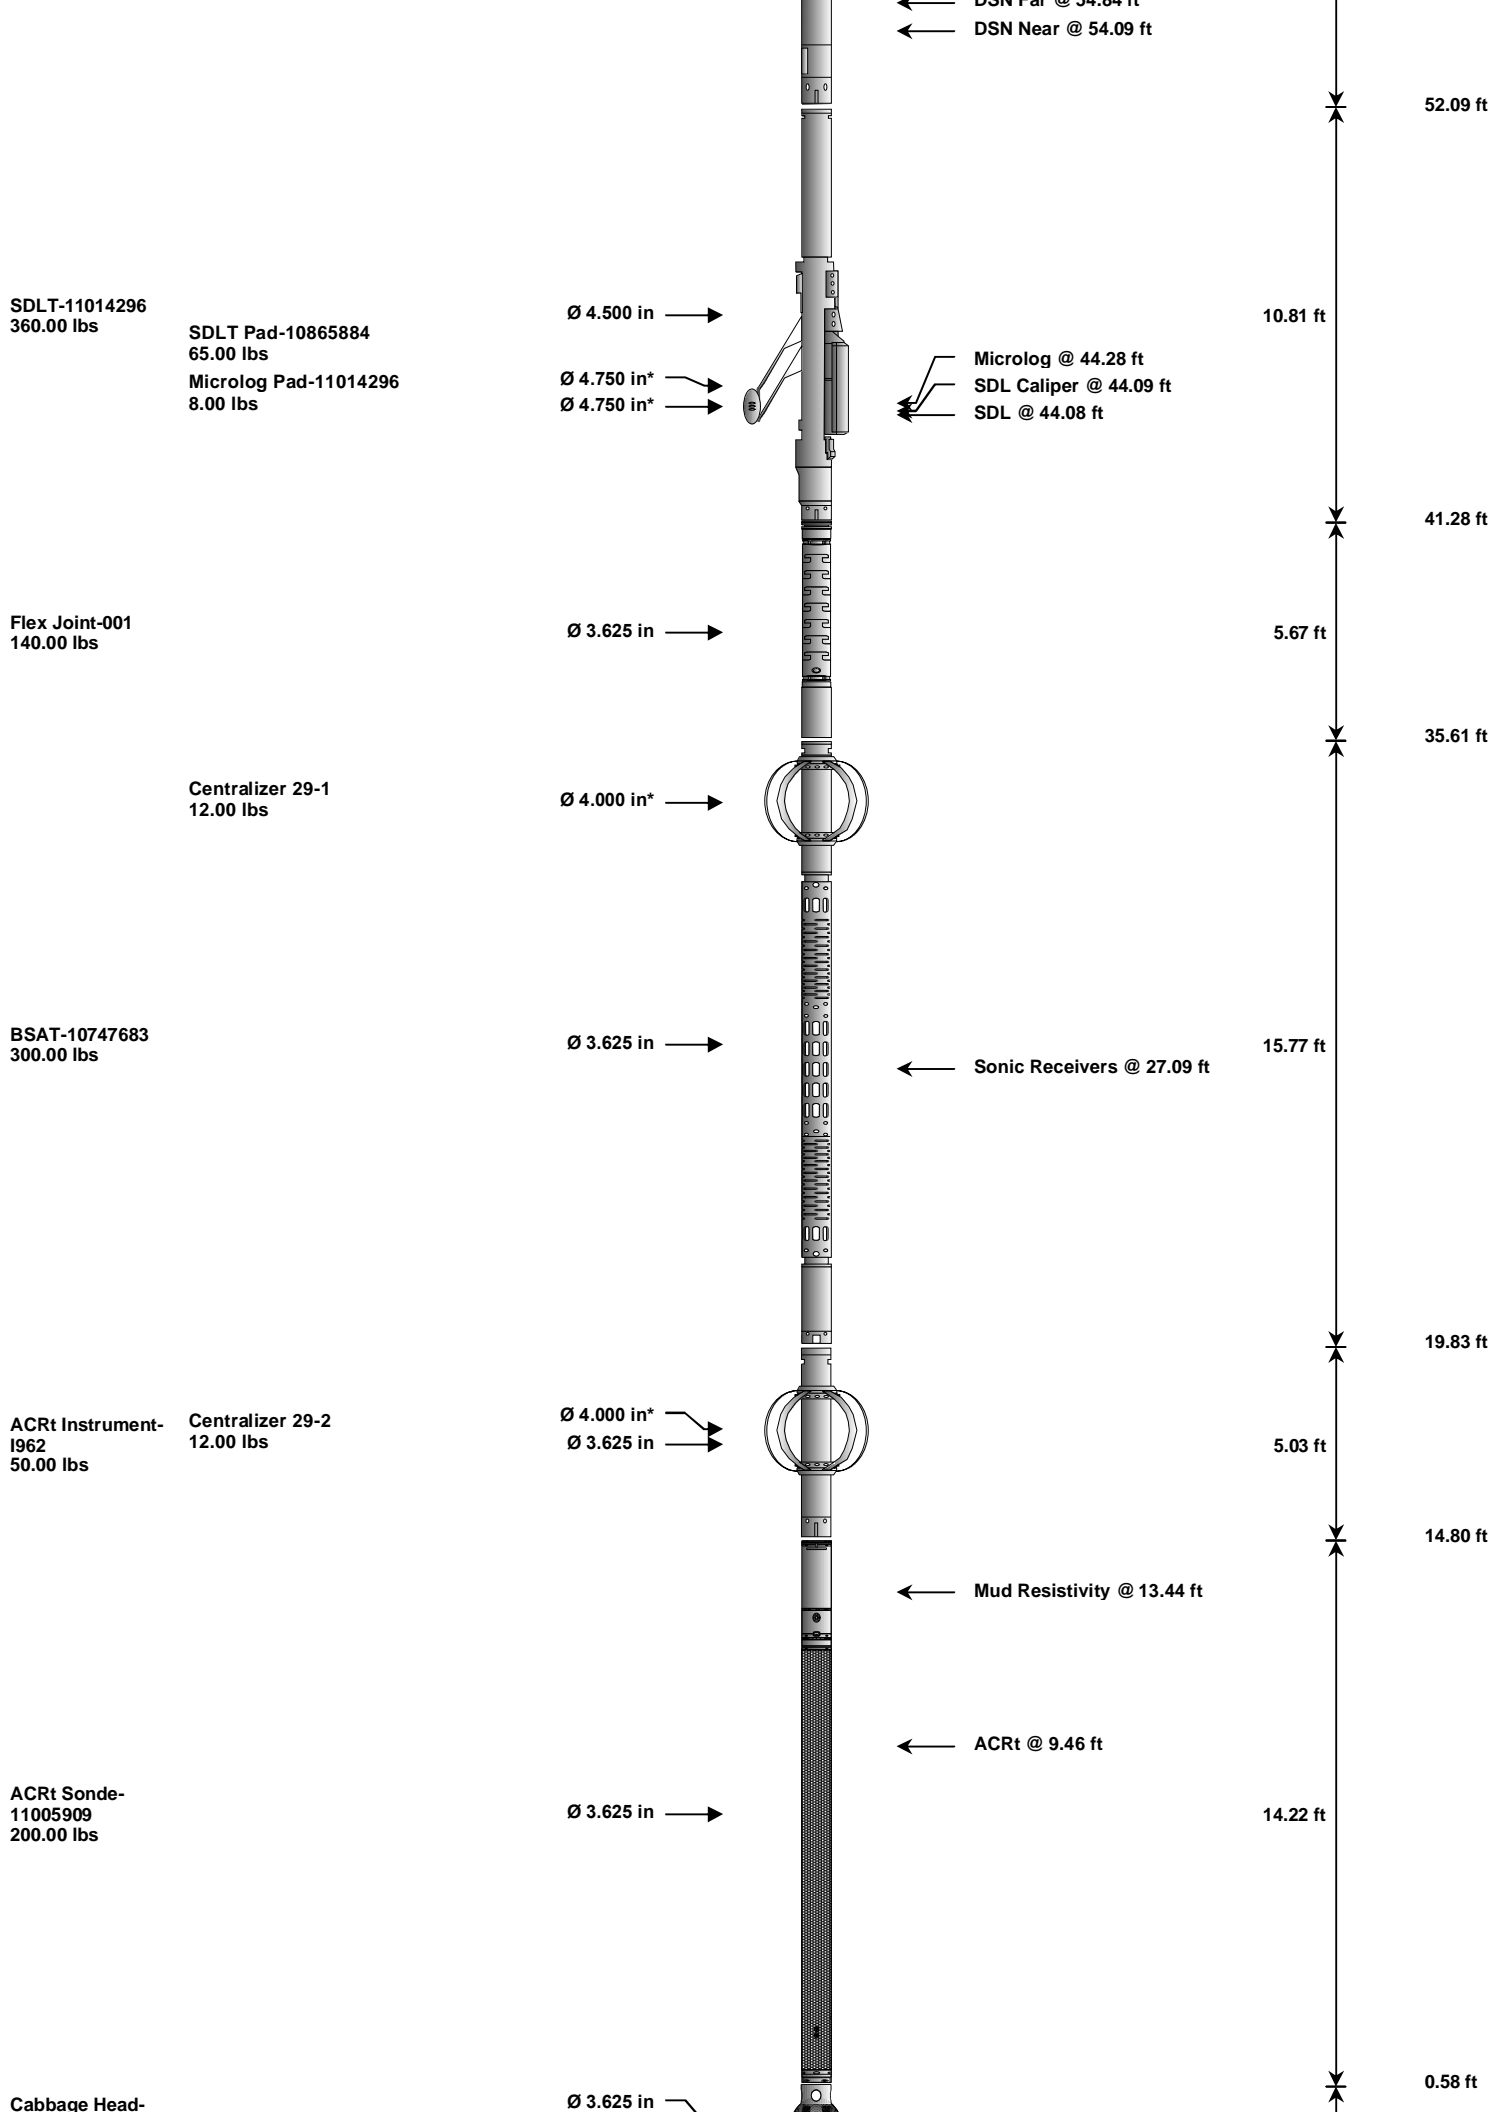 DSN Far @ 54.84 ft
DSN Near @ 54.09 ft
52.09 ft
SDLT-11014296
360.00 lbs
SDLT Pad-10865884
65.00 lbs
Microlog Pad-11014296
8.00 lbs
Ø 4.500 in
Ø 4.750 in*
Ø 4.750 in*
Microlog @ 44.28 ft
SDL Caliper @ 44.09 ft
SDL @ 44.08 ft
10.81 ft
41.28 ft
Flex Joint-001
140.00 lbs
Ø 3.625 in
5.67 ft
35.61 ft
Centralizer 29-1
12.00 lbs
Ø 4.000 in*
BSAT-10747683
300.00 lbs
Ø 3.625 in
Sonic Receivers @ 27.09 ft
15.77 ft
19.83 ft
ACRt Instrument-
I962
50.00 lbs
Centralizer 29-2
12.00 lbs
Ø 4.000 in*
Ø 3.625 in
5.03 ft
14.80 ft
Mud Resistivity @ 13.44 ft
ACRt @ 9.46 ft
ACRt Sonde-
11005909
200.00 lbs
Ø 3.625 in
14.22 ft
0.58 ft
Cabbage Head-
Ø 3.625 in